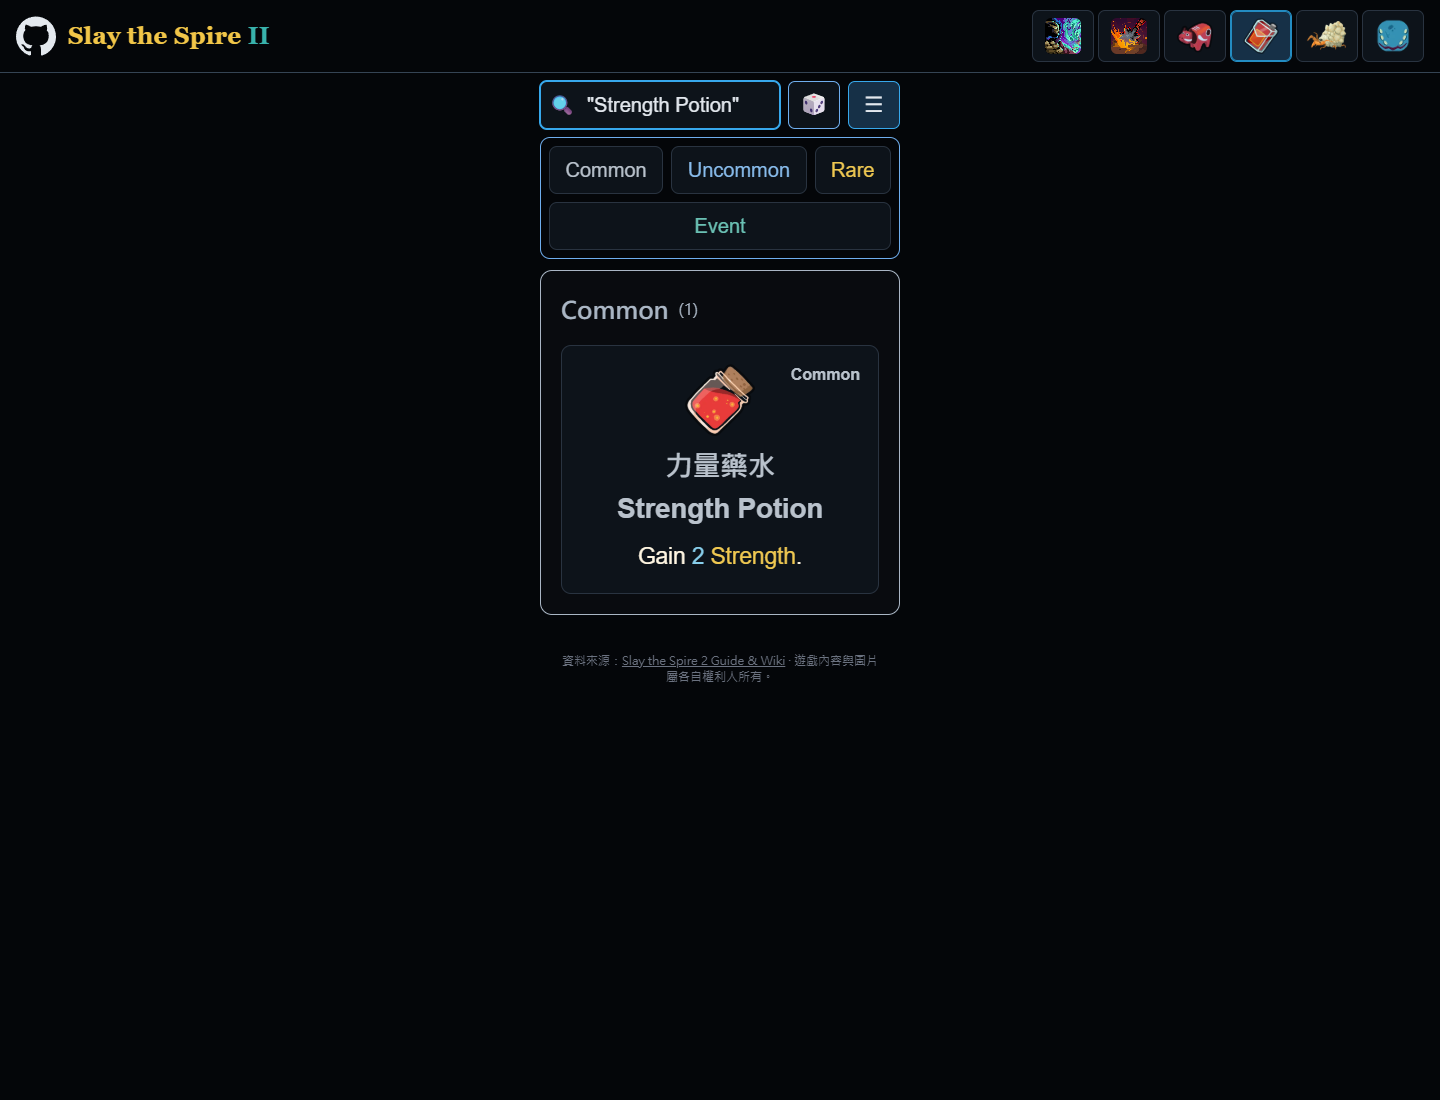 Slay the Spire II
"Strength Potion"
☰
Common Uncommon Rare
Event
Common (1)
Common
力量藥水
Strength Potion
Gain 2 Strength.
資料來源：Slay the Spire 2 Guide & Wiki · 遊戲內容與圖片
屬各自權利人所有。